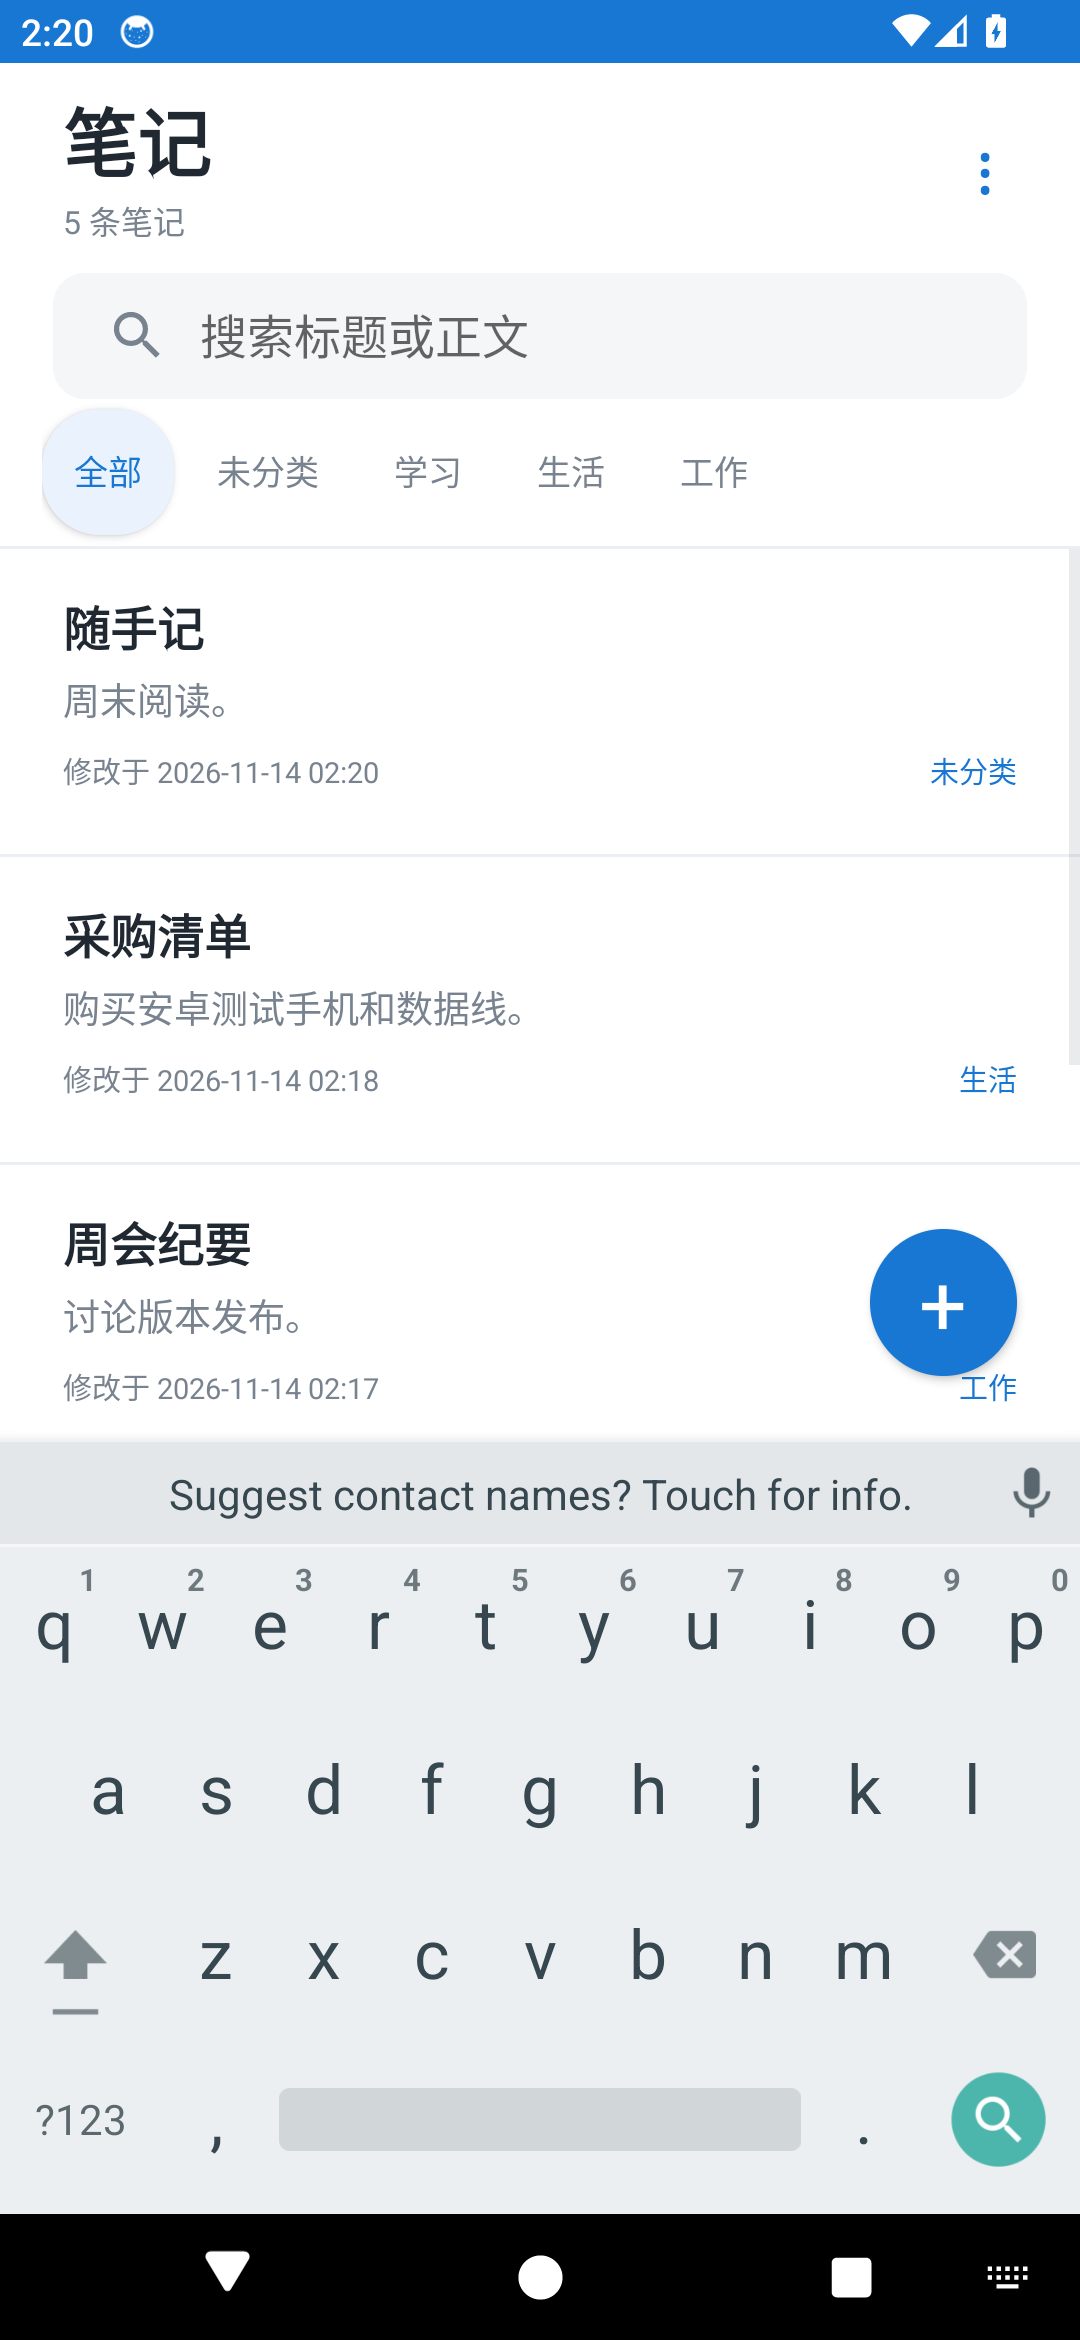 2:20
笔记
5 条笔记
搜索标题或正文
全部 未分类 学习 生活 工作
随手记
周末阅读。
修改于 2026-11-14 02:20 未分类
采购清单
购买安卓测试手机和数据线。
修改于 2026-11-14 02:18 生活
周会纪要
讨论版本发布。
+
修改于 2026-11-14 02:17 工作
Suggest contact names? Touch for info.
1 2 3 4 5 6 7 8 9 0
q w e r t y u i o p
a s d f g h j k l
z x c v b n m
?123 , .